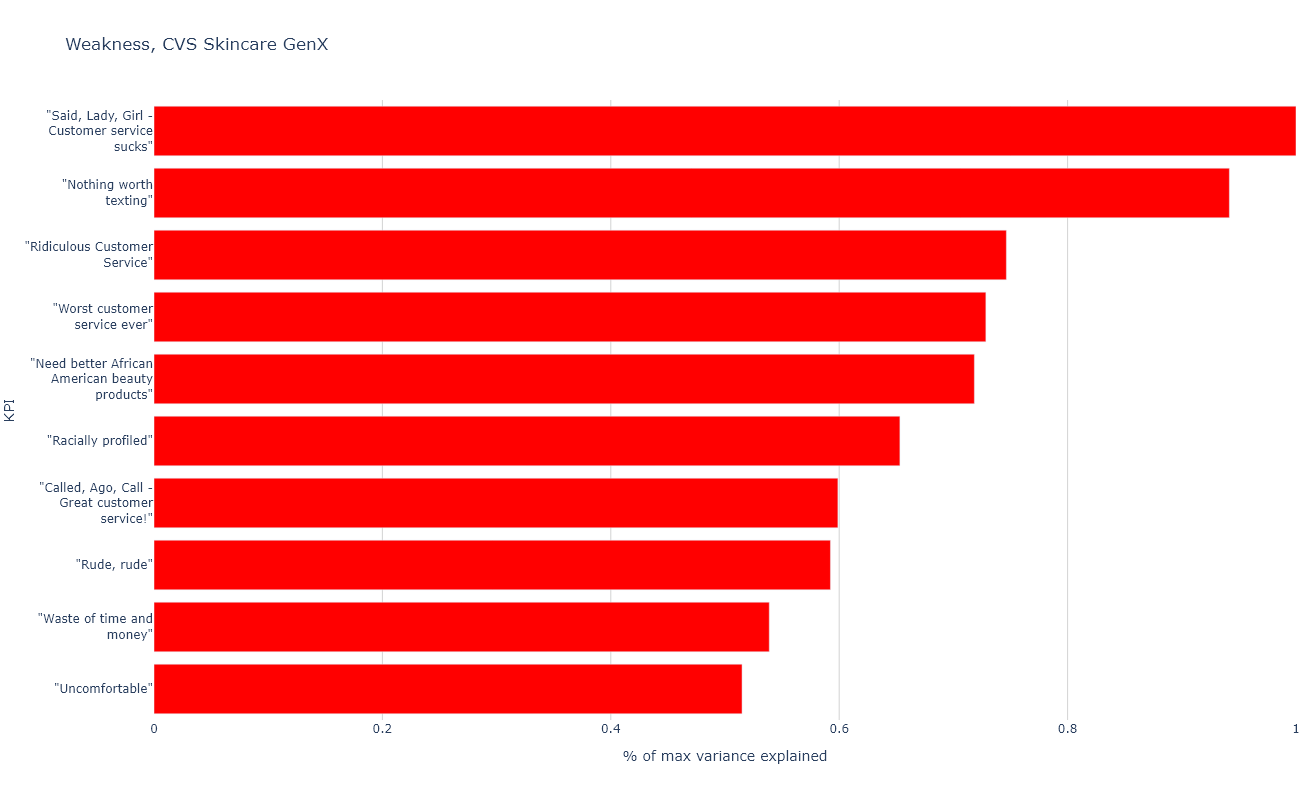 Weakness, CVS Skincare GenX
"Said, Lady, Girl -
Customer service
sucks"
"Nothing worth
texting"
"Ridiculous Customer
Service"
"Worst customer
service ever"
"Need better African
American beauty
products"
"Racially profiled"
"Called, Ago, Call -
Great customer
service!"
"Rude, rude"
"Waste of time and
money"
"Uncomfortable"
KPI
0 0.2 0.4 0.6 0.8 1
% of max variance explained